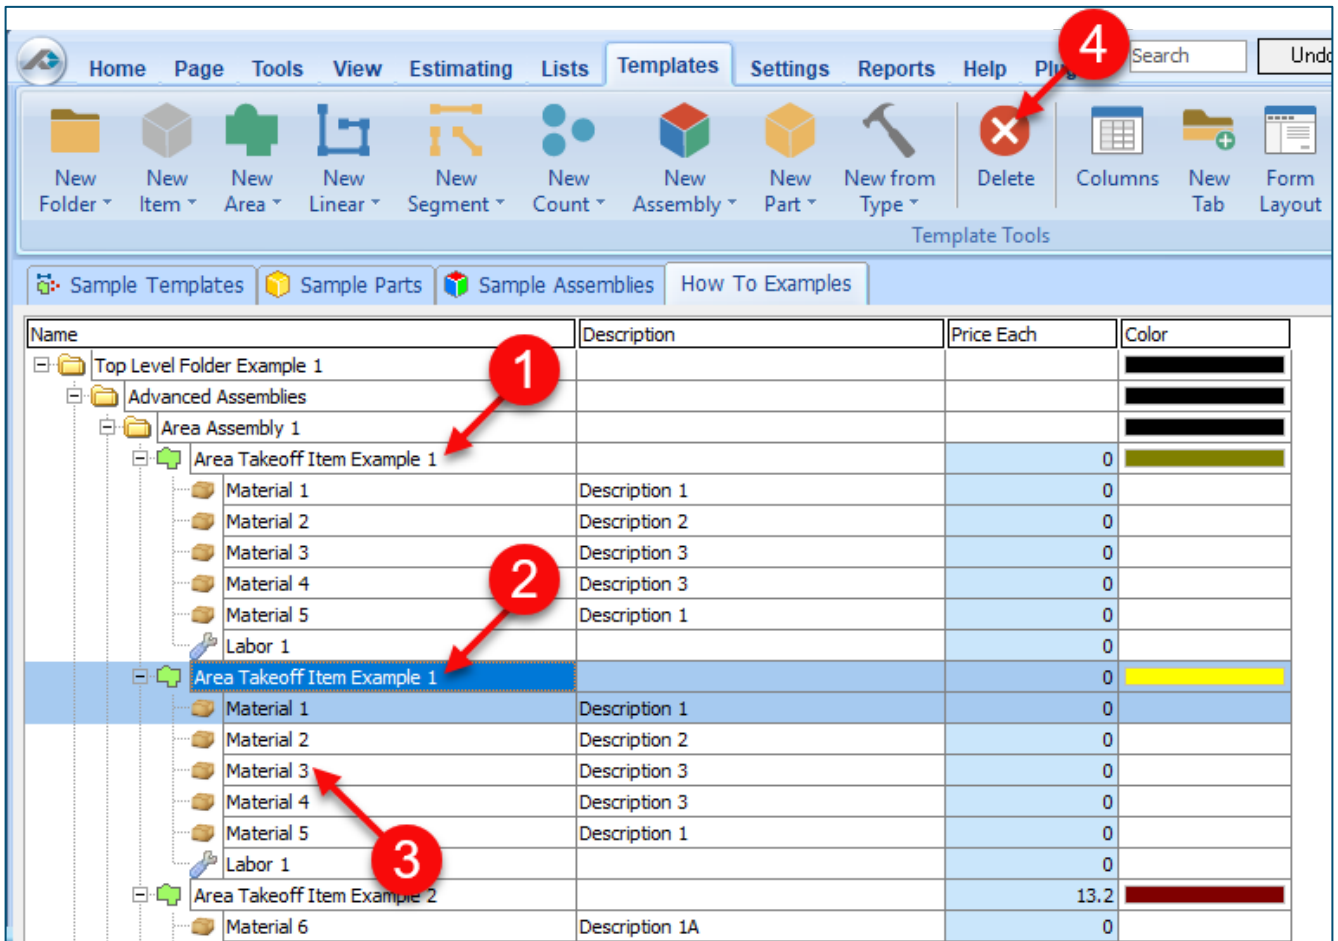 4
Search
Undo
Home Page Tools View Estimating Lists Templates Settings Reports Help
New Folder
New Item
New Area
New Linear
New Segment
New Count
New Assembly
New Part
New from Type
Delete
Columns
New Tab
Form Layout
Template Tools
Sample Templates Sample Parts Sample Assemblies How To Examples
Name Description Price Each Color
Top Level Folder Example 1
1
Advanced Assemblies
Area Assembly 1
Area Takeoff Item Example 1 0
Material 1 Description 1 0
Material 2 Description 2 0
Material 3 Description 3 0
2
Material 4 Description 3 0
Material 5 Description 1 0
Labor 1 0
Area Takeoff Item Example 1 0
Material 1 Description 1 0
Material 2 Description 2 0
Material 3 Description 3 0
Material 4 Description 3 0
Material 5 Description 1 0
3
Labor 1 0
Area Takeoff Item Example 2 13.2
Material 6 Description 1A 0